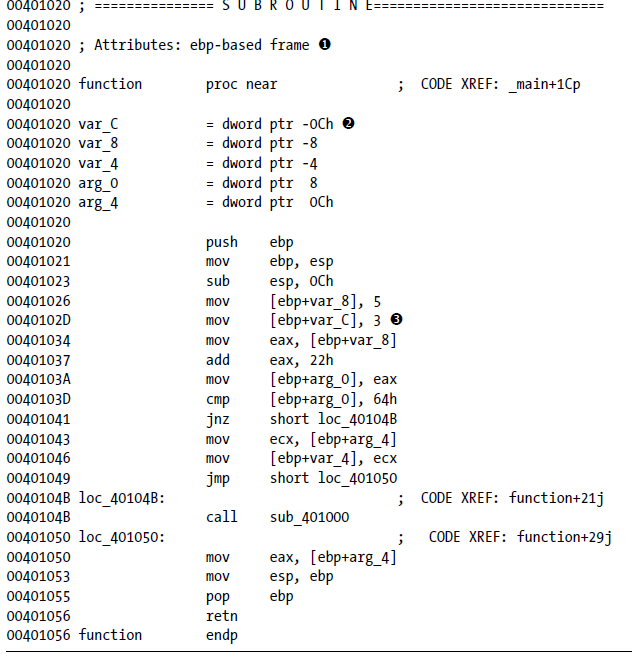 00401020 ; =============== S U B R O U T I N E============================
00401020
00401020 ; Attributes: ebp-based frame ❶
00401020
00401020 function proc near ; CODE XREF: _main+1Cp
00401020
00401020 var_C = dword ptr -0Ch ❷
00401020 var_8 = dword ptr -8
00401020 var_4 = dword ptr -4
00401020 arg_0 = dword ptr 8
00401020 arg_4 = dword ptr 0Ch
00401020
00401020 push ebp
00401021 mov ebp, esp
00401023 sub esp, 0Ch
00401026 mov [ebp+var_8], 5
0040102D mov [ebp+var_C], 3 ❸
00401034 mov eax, [ebp+var_8]
00401037 add eax, 22h
0040103A mov [ebp+arg_0], eax
0040103D cmp [ebp+arg_0], 64h
00401041 jnz short loc_40104B
00401043 mov ecx, [ebp+arg_4]
00401046 mov [ebp+var_4], ecx
00401049 jmp short loc_401050
0040104B loc_40104B: ; CODE XREF: function+21j
0040104B call sub_401000
00401050 loc_401050: ; CODE XREF: function+29j
00401050 mov eax, [ebp+arg_4]
00401053 mov esp, ebp
00401055 pop ebp
00401056 retn
00401056 function endp